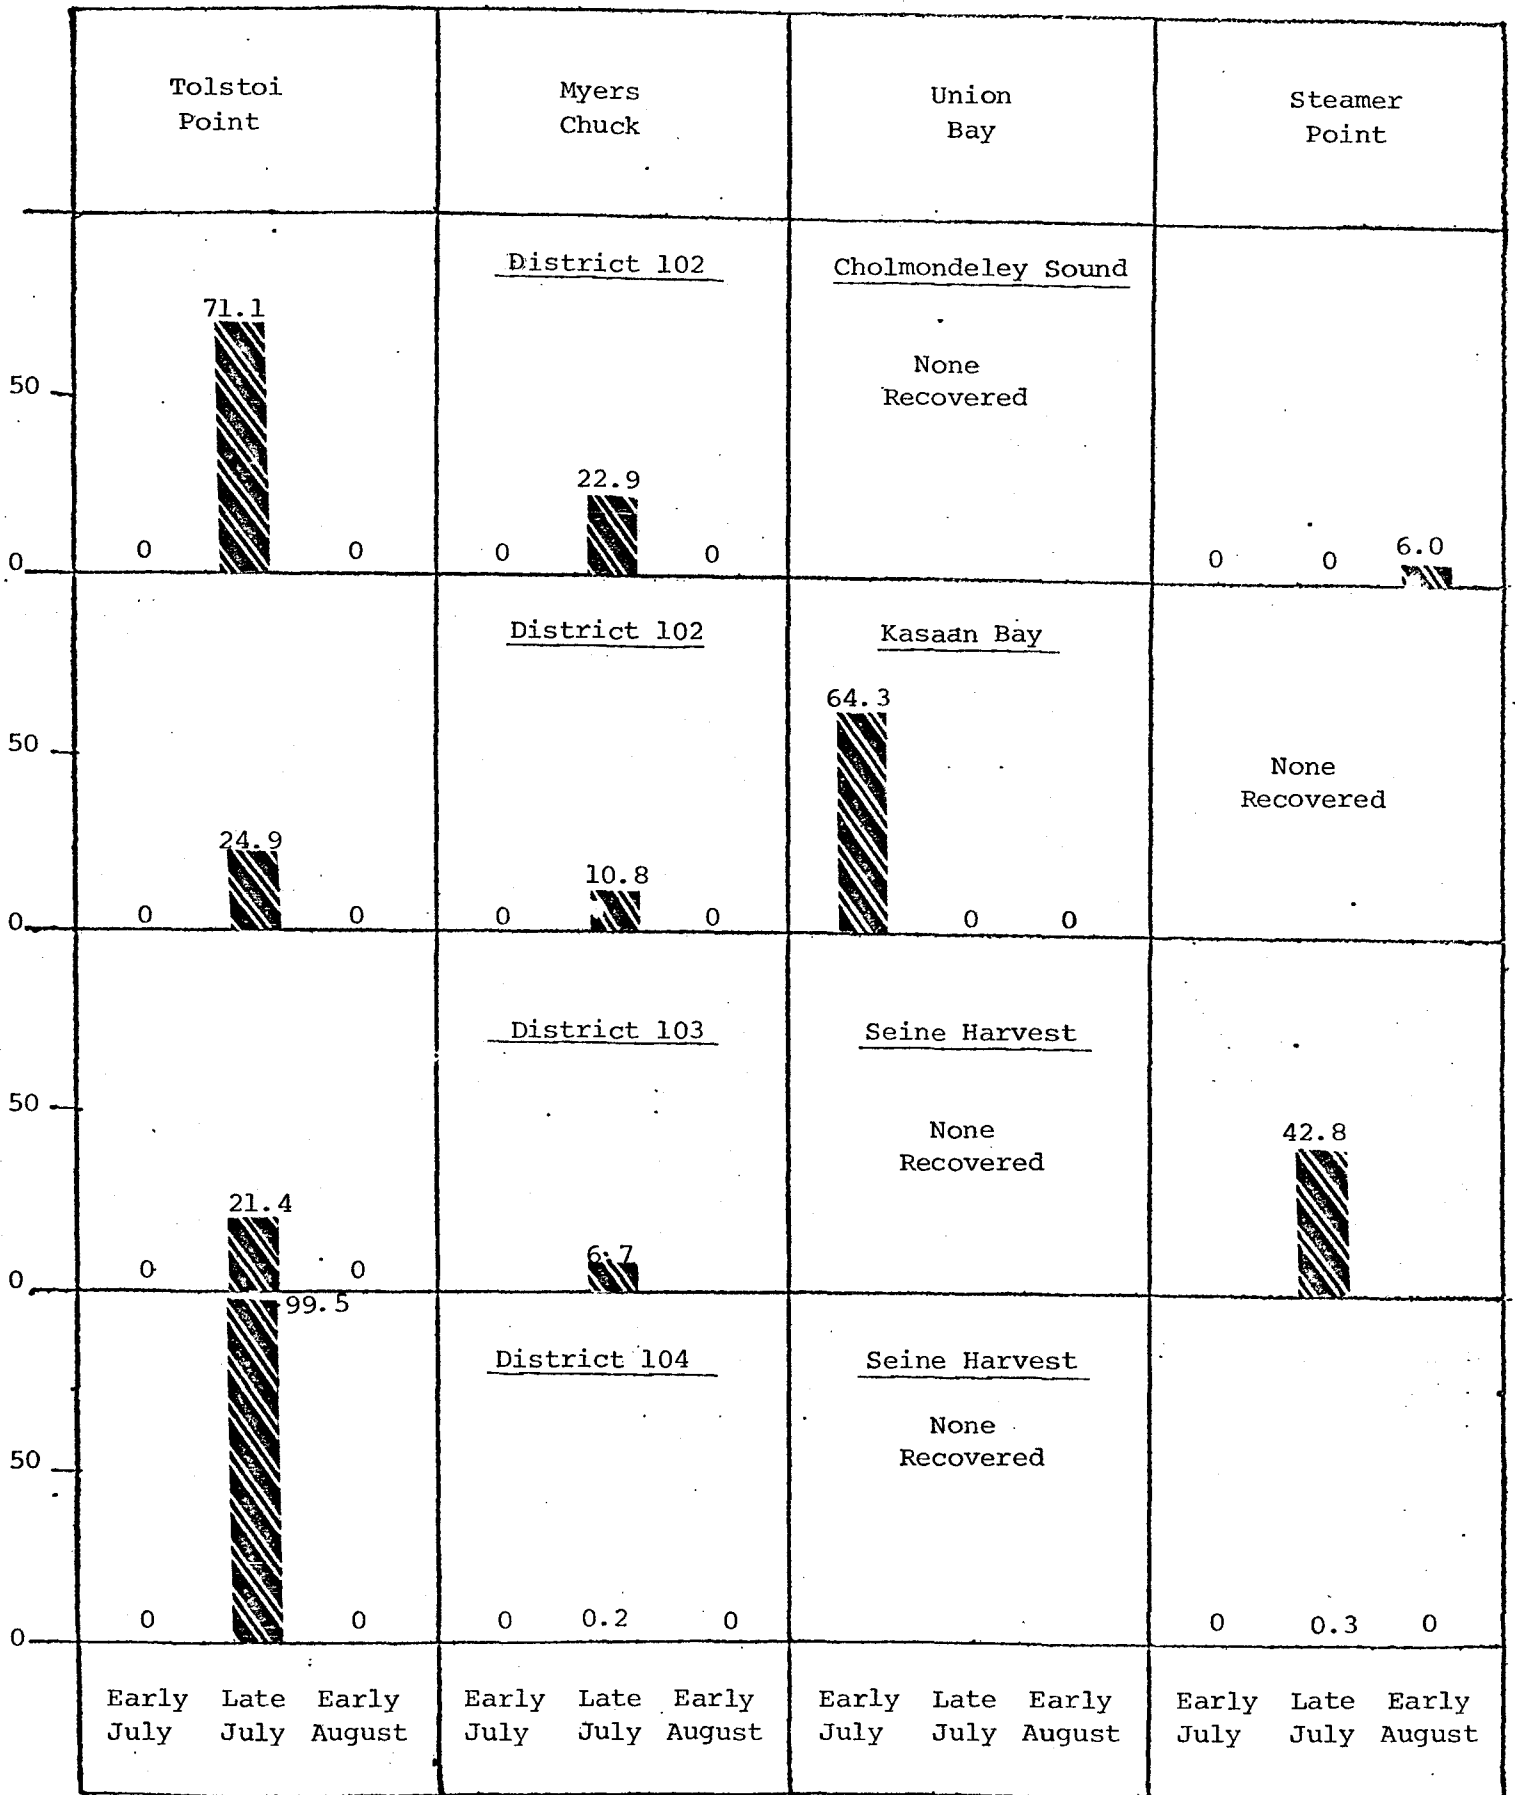 Tolstoi
Point
Myers
Chuck
Union
Bay
Steamer
Point
District 102
Cholmondeley Sound
71.1
50
None
Recovered
22.9
0
0
0
0
0
0
0
6.0
District 102
Kasaan Bay
64.3
50
None
Recovered
24.9
10.8
0
0
0
0
0
0
0
District 103
Seine Harvest
50
None
Recovered
42.8
21.4
6.7
0
0
0
99.5
District 104
Seine Harvest
None
Recovered
50
0
0
0
0
0.2
0
0
0.3
0
Early
July
Late
July
Early
August
Early
July
Late
July
Early
August
Early
July
Late
July
Early
August
Early
July
Late
July
Early
August